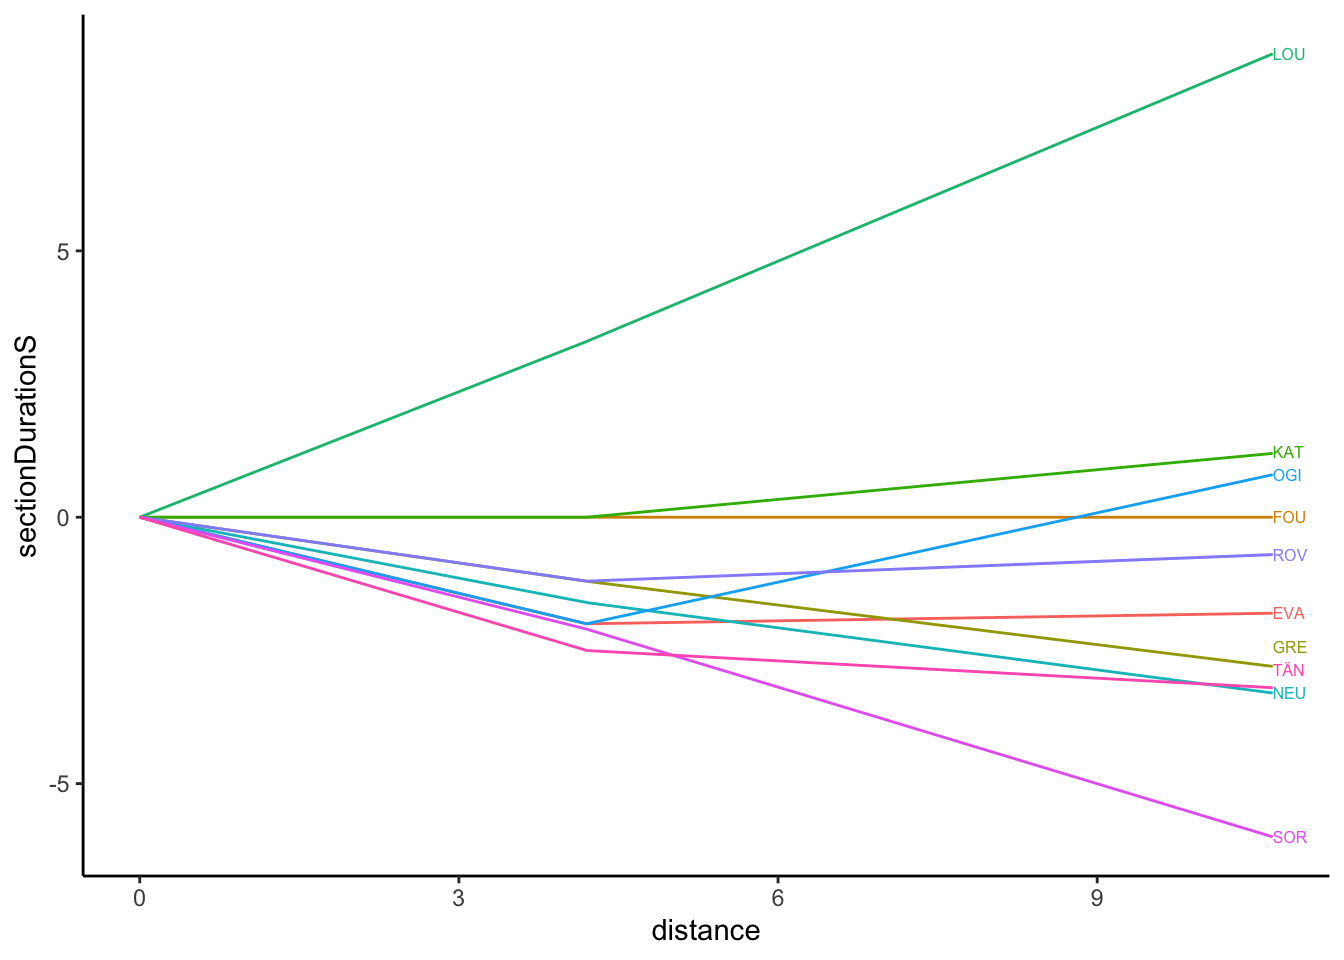 LOU
5
KAT
OGI
0
FOU
ROV
EVA
GRE
TÄN
NEU
-5
SOR
0 3 6 9
distance
sectionDurationS